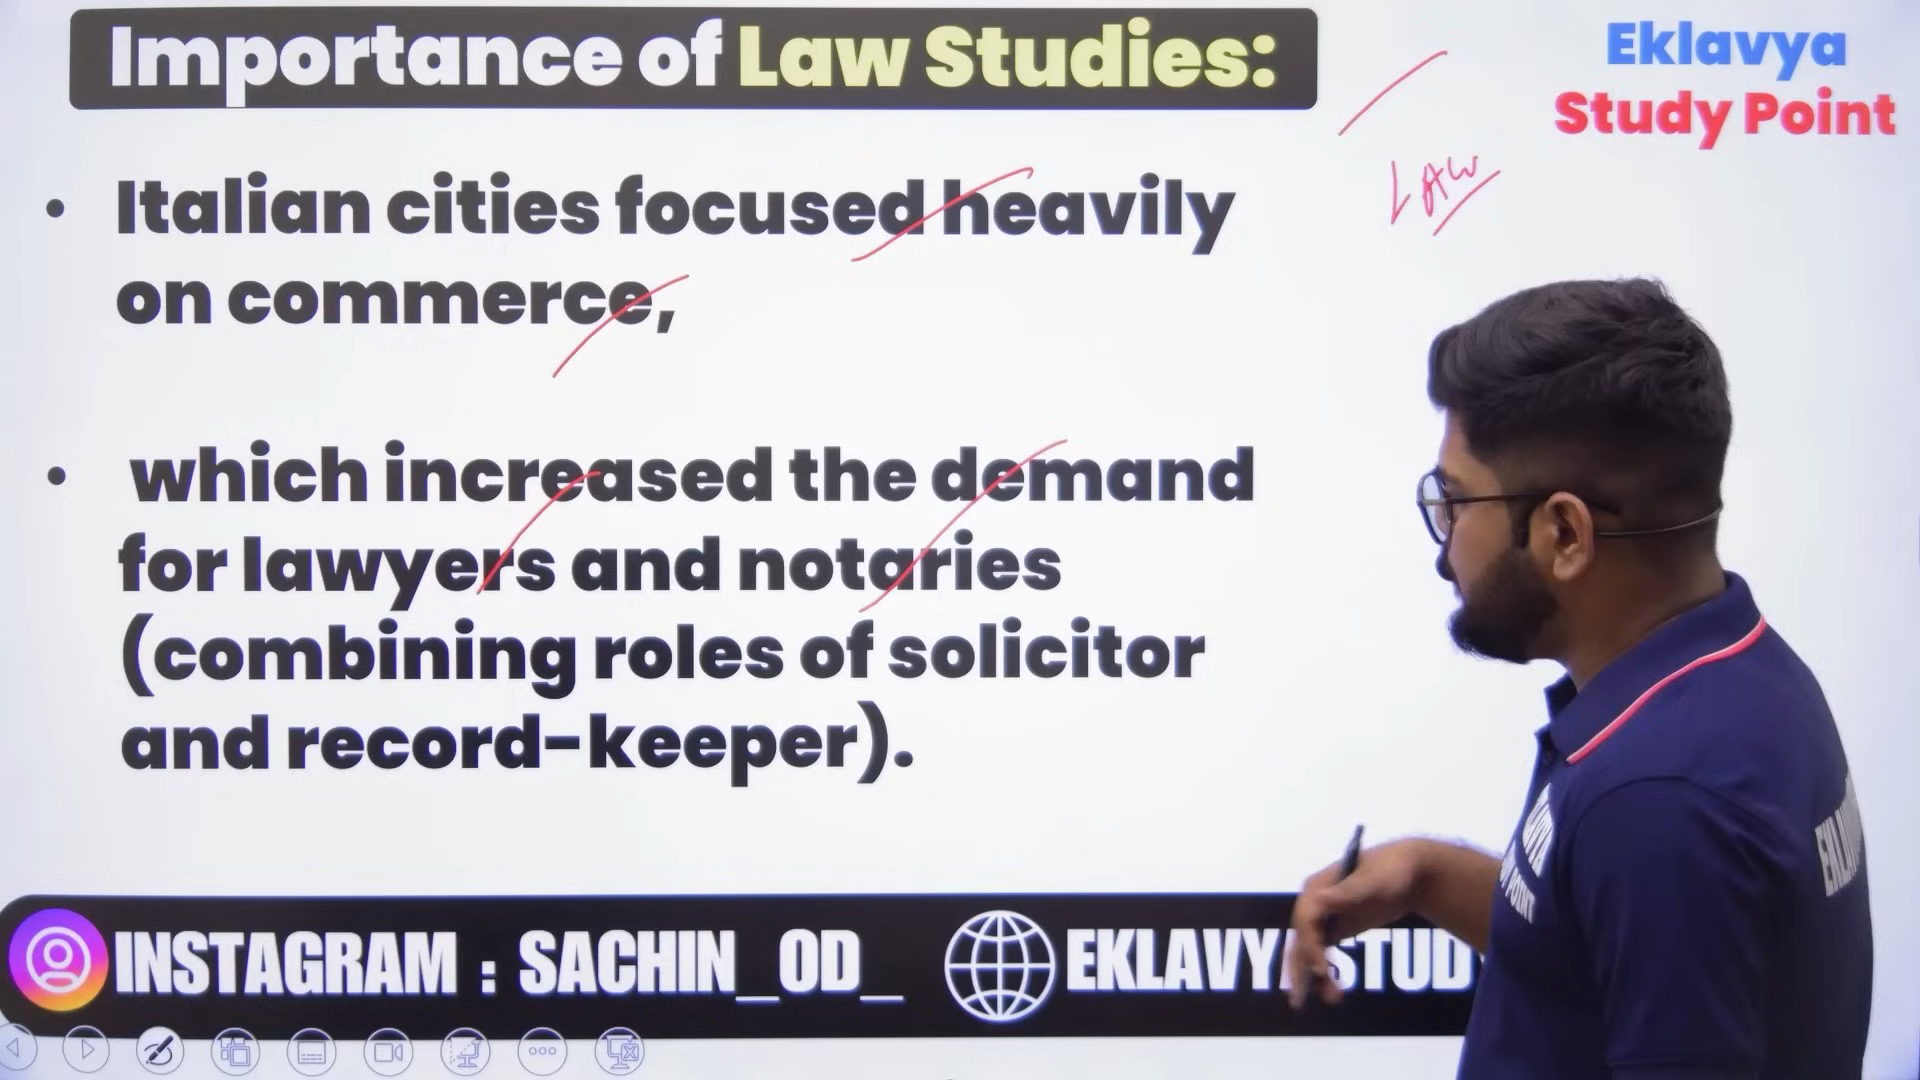 Importance of Law Studies:
Eklavya
Study Point
LAW
• Italian cities focused heavily
on commerce,
• which increased the demand
for lawyers and notaries
(combining roles of solicitor
and record-keeper).
INSTAGRAM : SACHIN_OD_
EKLAVYA STUD